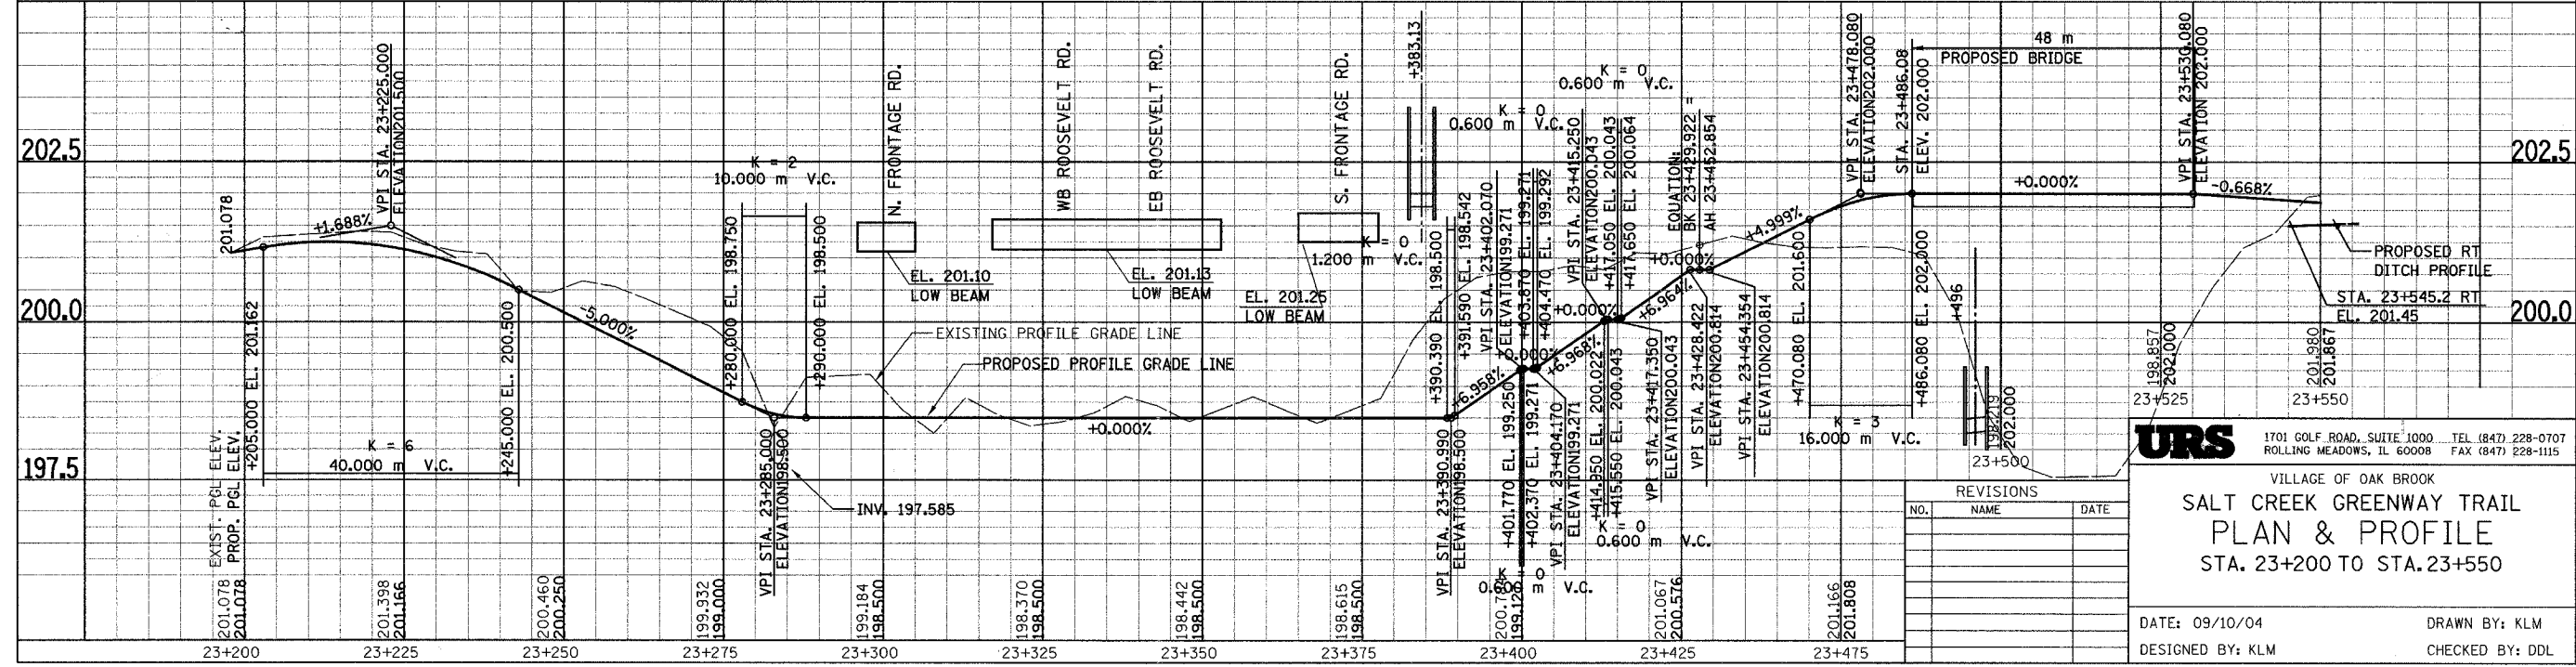 202.5
200.0
197.5
202.5
200.0
201.078
+1.688%
VPI STA. 23+225.000
ELEVATION201.500
+205.000 EL. 201.162
K = 6
40.000 m V.C.
+245.000 EL. 200.500
-5.000%
K = 2
10.000 m V.C.
+280.000 EL. 198.750
+290.000 EL. 198.500
VPI STA. 23+285.000
ELEVATION198.500
INV. 197.585
N. FRONTAGE RD.
EL. 201.10
LOW BEAM
WB ROOSEVELT RD.
EB ROOSEVELT RD.
EL. 201.13
LOW BEAM
S. FRONTAGE RD.
EL. 201.25
LOW BEAM
EXISTING PROFILE GRADE LINE
PROPOSED PROFILE GRADE LINE
+0.000%
+383.13
K = 0
1.200 m V.C.
+390.390 EL. 198.500
+391.590 EL. 198.542
VPI STA. 23+390.990
ELEVATION198.500
+6.958%
VPI STA. 23+402.070
ELEVATION199.271
K = 0
0.600 m V.C.
+401.770 EL. 199.250
+402.370 EL. 199.271
+0.000%
+403.870 EL. 199.271
+404.470 EL. 199.292
VPI STA. 23+404.170
ELEVATION199.271
K = 0
0.600 m V.C.
+6.968%
VPI STA. 23+415.250
ELEVATION200.043
+414.950 EL. 200.022
+415.550 EL. 200.043
K = 0
0.600 m V.C.
+0.000%
+417.050 EL. 200.043
+417.650 EL. 200.064
VPI STA. 23+417.350
ELEVATION200.043
K = 0
0.600 m V.C.
+6.964%
EQUATION:
BK 23+429.922 =
AH 23+452.854
+0.000%
VPI STA. 23+428.422
ELEVATION200.814
VPI STA. 23+454.354
ELEVATION200.814
+4.999%
+470.080 EL. 201.600
VPI STA. 23+478.080
ELEVATION202.000
+486.080 EL. 202.000
K = 3
16.000 m V.C.
STA. 23+486.08
ELEV. 202.000
48 m
PROPOSED BRIDGE
+0.000%
+496
VPI STA. 23+530.080
ELEVATION 202.000
-0.668%
PROPOSED RT
DITCH PROFILE
STA. 23+545.2 RT
EL. 201.45
EXIST. PGL ELEV.
PROP. PGL ELEV.
201.078
201.078
201.398
201.166
200.460
200.250
199.932
199.000
199.184
198.500
198.370
198.500
198.442
198.500
198.615
198.500
199.120
201.067
200.576
201.166
201.808
198.219
202.000
198.857
202.000
201.980
201.867
23+200
23+225
23+250
23+275
23+300
23+325
23+350
23+375
23+400
23+425
23+475
23+500
23+525
23+550
URS
1701 GOLF ROAD, SUITE 1000 TEL (847) 228-0707
ROLLING MEADOWS, IL 60008 FAX (847) 228-1115
VILLAGE OF OAK BROOK
SALT CREEK GREENWAY TRAIL
PLAN & PROFILE
STA. 23+200 TO STA.23+550
DATE: 09/10/04 DRAWN BY: KLM
DESIGNED BY: KLM CHECKED BY: DDL
REVISIONS
NO. NAME DATE